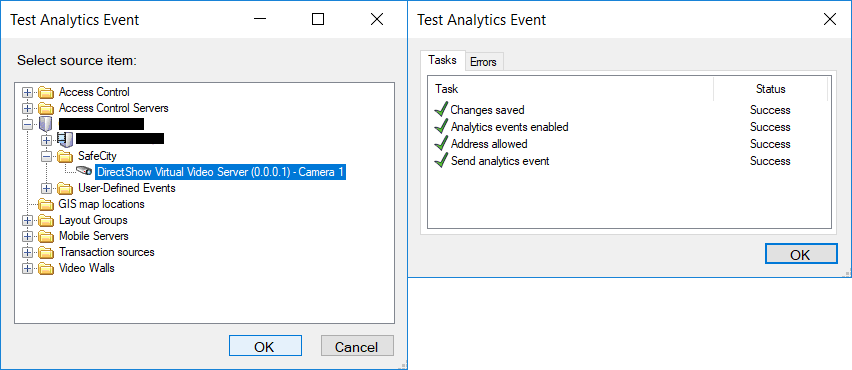 Test Analytics Event
Select source item:
Access Control
Access Control Servers
SafeCity
DirectShow Virtual Video Server (0.0.0.1) - Camera 1
User-Defined Events
GIS map locations
Layout Groups
Mobile Servers
Transaction sources
Video Walls
OK Cancel
Test Analytics Event
Tasks Errors
Task Status
Changes saved Success
Analytics events enabled Success
Address allowed Success
Send analytics event Success
OK